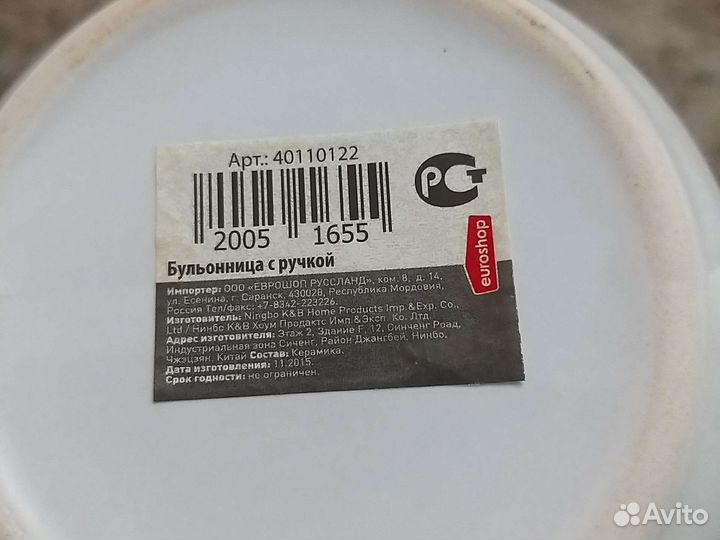 Арт.: 40110122
2005 1655
РСТ
euroshop
Бульонница с ручкой
Импортер: ООО «ЕВРОШОП РУССЛАНД», ком. 8, д. 14,
ул. Есенина, г. Саранск, 430028, Республика Мордовия,
Россия Тел/факс: +7-8342-223226.
Изготовитель: Ningbo K&B Home Products Imp.&Exp. Co.,
Ltd / Нинбо К&В Хоум Продактс Имп.&Эксп. Ко. Лтд.
Адрес изготовителя: Этаж 2, Здание F, 12, Синченг Роад,
Индустриальная зона Сиченг, Район Джангбей, Нинбо,
Чжэцзян, Китай Состав: Керамика.
Дата изготовления: 11.2015.
Срок годности: не ограничен.
Avito